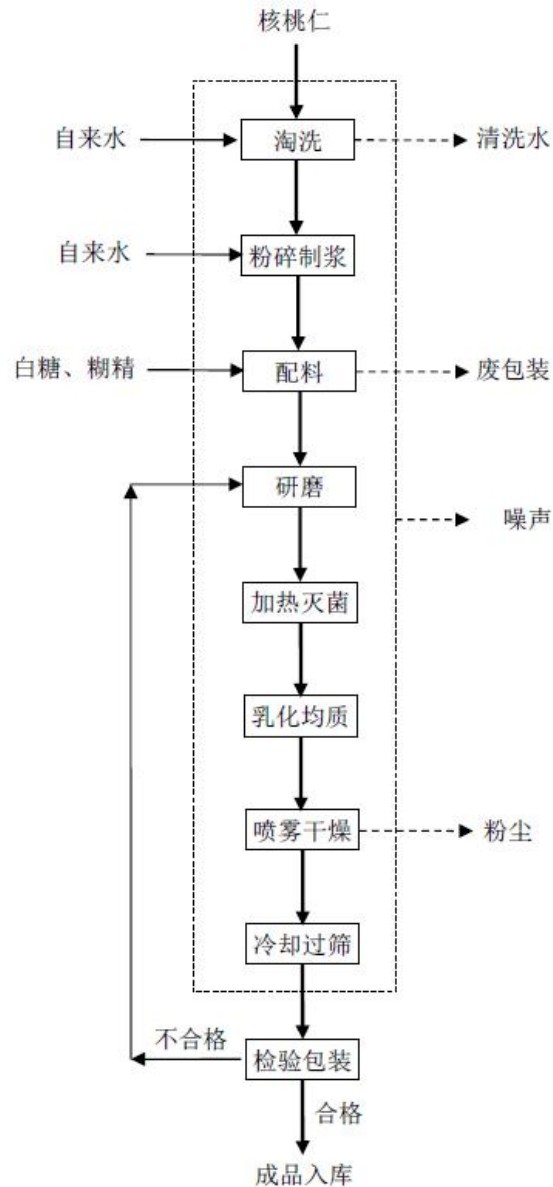 核桃仁
自来水
淘洗
清洗水
自来水
粉碎制浆
白糖、糊精
配料
废包装
研磨
噪声
加热灭菌
乳化均质
喷雾干燥
粉尘
冷却过筛
不合格
检验包装
合格
成品入库